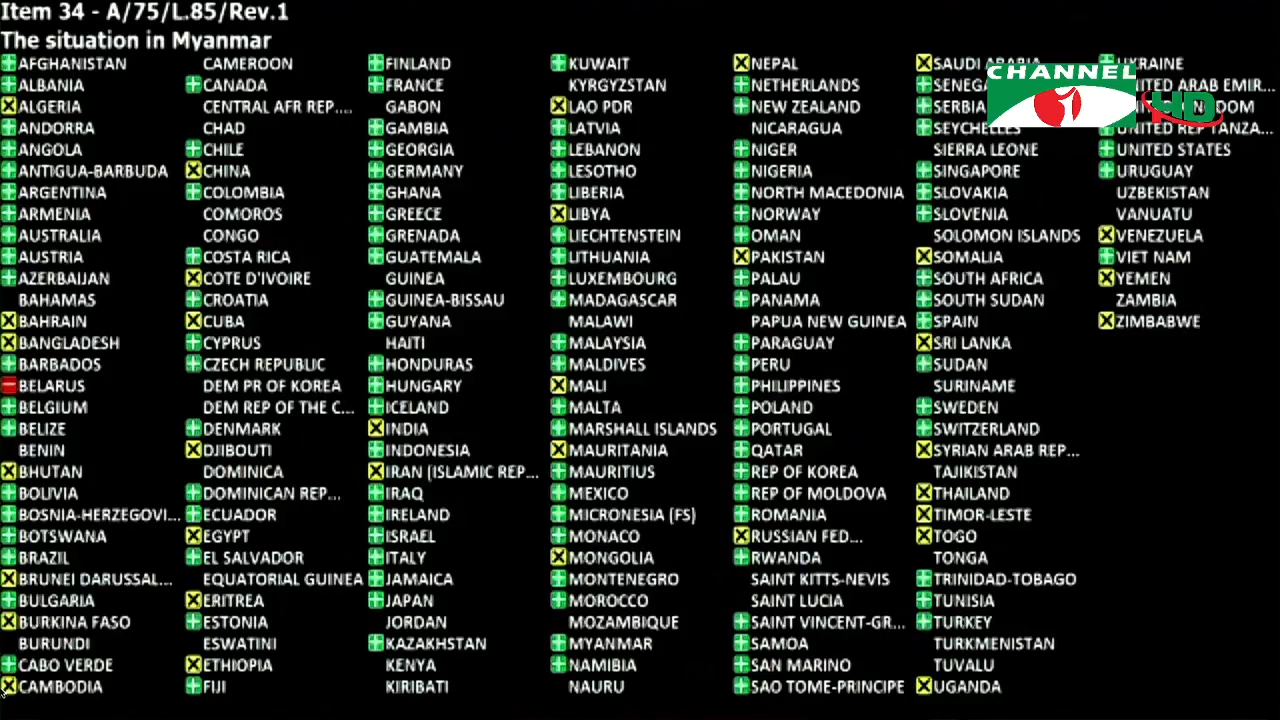 Item 34 - A/75/L.85/Rev.1
The situation in Myanmar
AFGHANISTAN
ALBANIA
ALGERIA
ANDORRA
ANGOLA
ANTIGUA-BARBUDA
ARGENTINA
ARMENIA
AUSTRALIA
AUSTRIA
AZERBAIJAN
BAHAMAS
BAHRAIN
BANGLADESH
BARBADOS
BELARUS
BELGIUM
BELIZE
BENIN
BHUTAN
BOLIVIA
BOSNIA-HERZEGOVI...
BOTSWANA
BRAZIL
BRUNEI DARUSSAL...
BULGARIA
BURKINA FASO
BURUNDI
CABO VERDE
CAMBODIA
CAMEROON
CANADA
CENTRAL AFR REP....
CHAD
CHILE
CHINA
COLOMBIA
COMOROS
CONGO
COSTA RICA
COTE D'IVOIRE
CROATIA
CUBA
CYPRUS
CZECH REPUBLIC
DEM PR OF KOREA
DEM REP OF THE C...
DENMARK
DJIBOUTI
DOMINICA
DOMINICAN REP...
ECUADOR
EGYPT
EL SALVADOR
EQUATORIAL GUINEA
ERITREA
ESTONIA
ESWATINI
ETHIOPIA
FIJI
FINLAND
FRANCE
GABON
GAMBIA
GEORGIA
GERMANY
GHANA
GREECE
GRENADA
GUATEMALA
GUINEA
GUINEA-BISSAU
GUYANA
HAITI
HONDURAS
HUNGARY
ICELAND
INDIA
INDONESIA
IRAN (ISLAMIC REP...
IRAQ
IRELAND
ISRAEL
ITALY
JAMAICA
JAPAN
JORDAN
KAZAKHSTAN
KENYA
KIRIBATI
KUWAIT
KYRGYZSTAN
LAO PDR
LATVIA
LEBANON
LESOTHO
LIBERIA
LIBYA
LIECHTENSTEIN
LITHUANIA
LUXEMBOURG
MADAGASCAR
MALAWI
MALAYSIA
MALDIVES
MALI
MALTA
MARSHALL ISLANDS
MAURITANIA
MAURITIUS
MEXICO
MICRONESIA (FS)
MONACO
MONGOLIA
MONTENEGRO
MOROCCO
MOZAMBIQUE
MYANMAR
NAMIBIA
NAURU
NEPAL
NETHERLANDS
NEW ZEALAND
NICARAGUA
NIGER
NIGERIA
NORTH MACEDONIA
NORWAY
OMAN
PAKISTAN
PALAU
PANAMA
PAPUA NEW GUINEA
PARAGUAY
PERU
PHILIPPINES
POLAND
PORTUGAL
QATAR
REP OF KOREA
REP OF MOLDOVA
ROMANIA
RUSSIAN FED...
RWANDA
SAINT KITTS-NEVIS
SAINT LUCIA
SAINT VINCENT-GR...
SAMOA
SAN MARINO
SAO TOME-PRINCIPE
SAUDI ARABIA
SERBIA
SEYCHELLES
SIERRA LEONE
SINGAPORE
SLOVAKIA
SLOVENIA
SOLOMON ISLANDS
SOMALIA
SOUTH AFRICA
SOUTH SUDAN
SPAIN
SRI LANKA
SUDAN
SURINAME
SWEDEN
SWITZERLAND
SYRIAN ARAB REP...
TAJIKISTAN
THAILAND
TIMOR-LESTE
TOGO
TONGA
TRINIDAD-TOBAGO
TUNISIA
TURKEY
TURKMENISTAN
TUVALU
UGANDA
UKRAINE
UNITED ARAB EMIR...
UNITED REP TANZA...
UNITED STATES
URUGUAY
UZBEKISTAN
VANUATU
VENEZUELA
VIET NAM
YEMEN
ZAMBIA
ZIMBABWE
CHANNEL
i HD